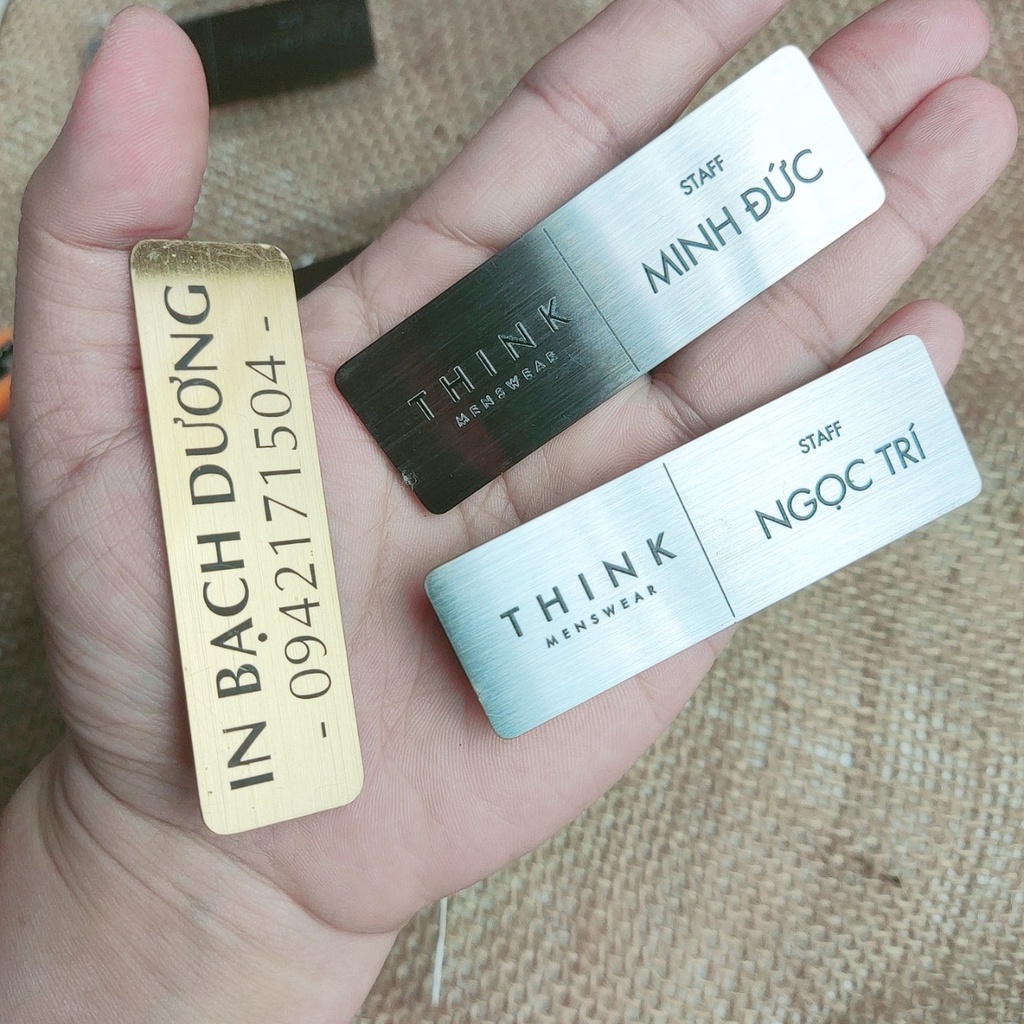 IN BẠCH DƯƠNG
- 0942171504 -
THINK
MENSWEAR
STAFF
MINH ĐỨC
THINK
MENSWEAR
STAFF
NGỌC TRÍ